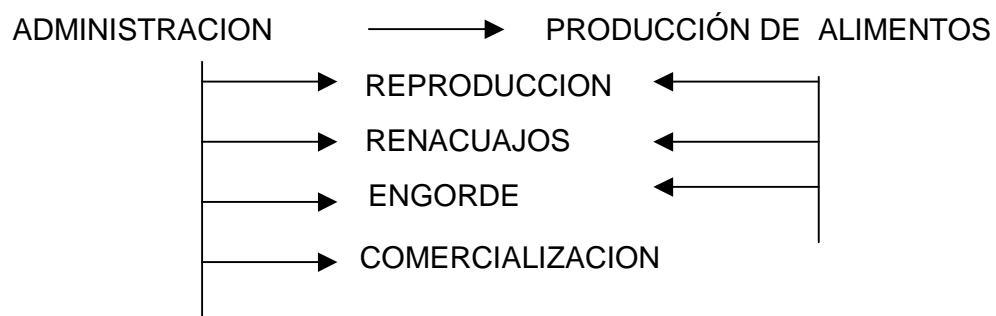 ADMINISTRACION PRODUCCIÓN DE ALIMENTOS
REPRODUCCION
RENACUAJOS
ENGORDE
COMERCIALIZACION